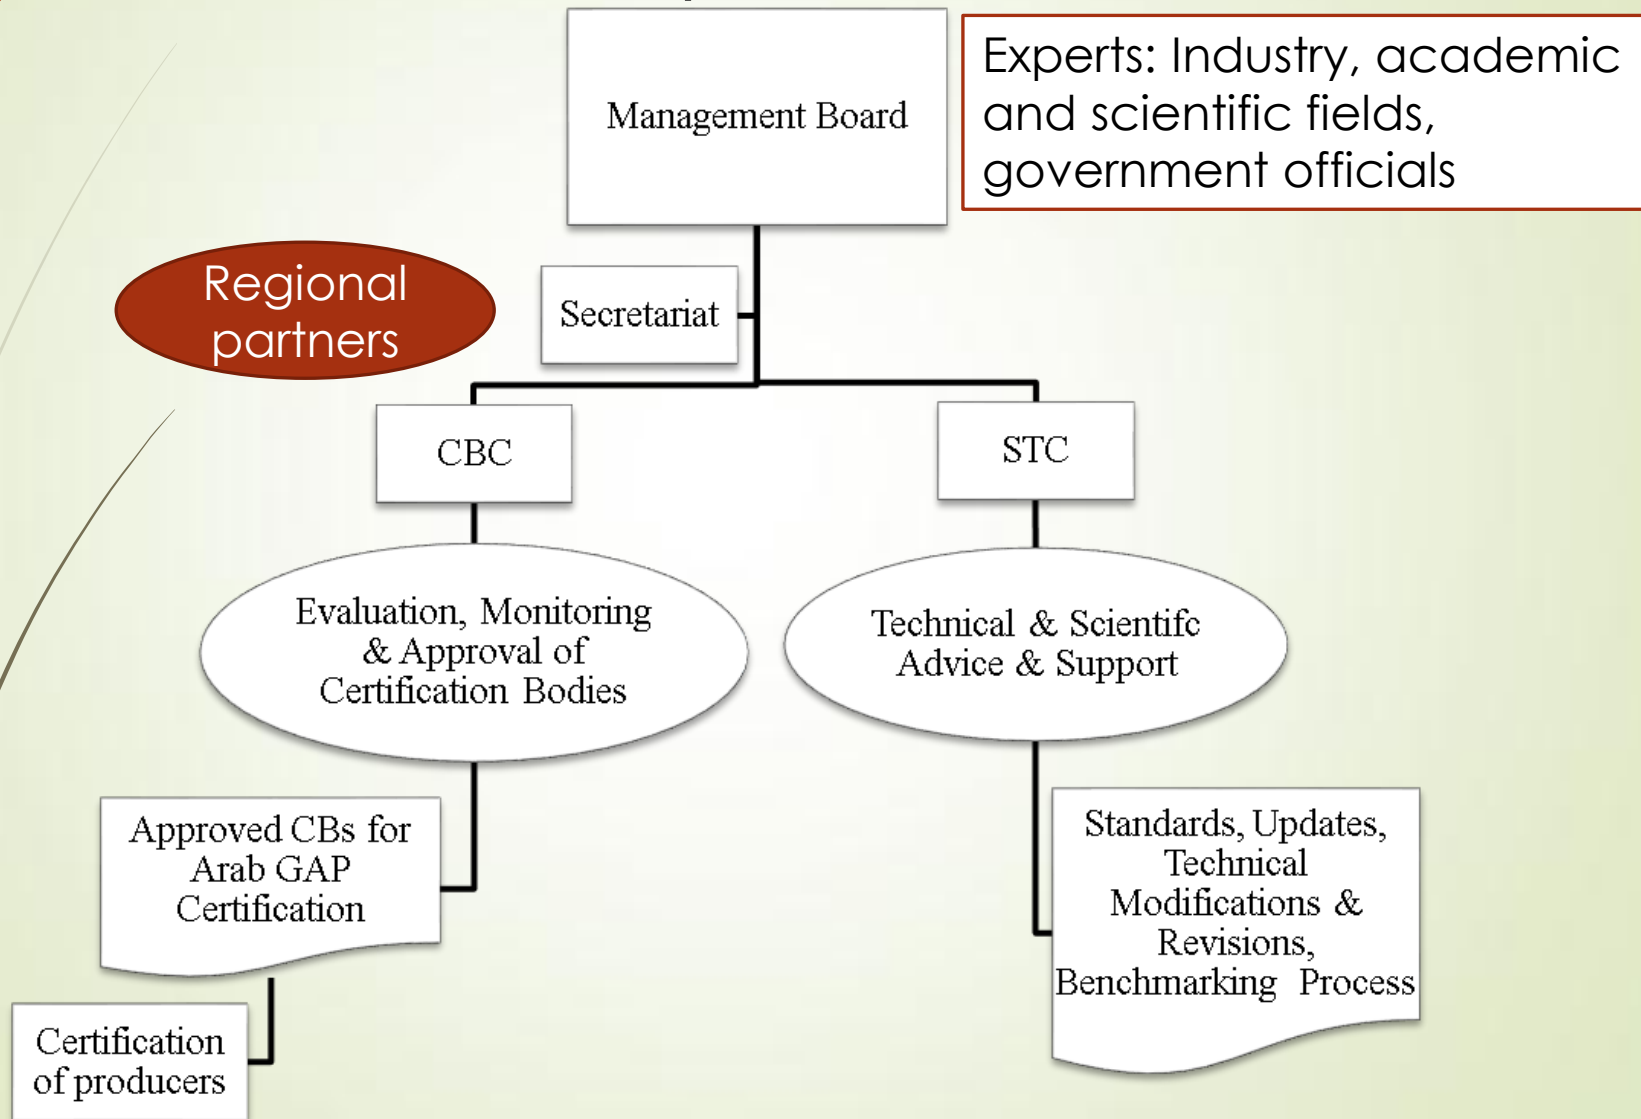 Management Board
Experts: Industry, academic
and scientific fields,
government officials
Regional
partners
Secretariat
CBC
STC
Evaluation, Monitoring
& Approval of
Certification Bodies
Technical & Scientifc
Advice & Support
Approved CBs for
Arab GAP
Certification
Standards, Updates,
Technical
Modifications &
Revisions,
Benchmarking Process
Certification
of producers